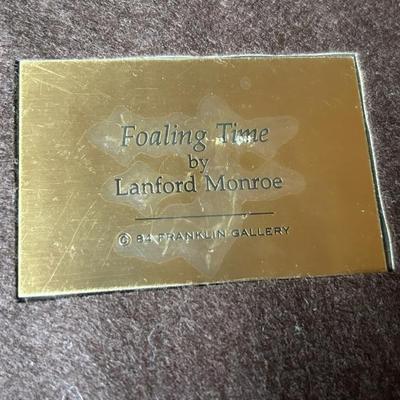 Foaling Time
by
Lanford Monroe
© 84 FRANKLIN GALLERY